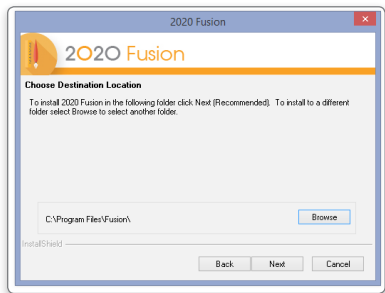 2020 Fusion
2020 Fusion
Choose Destination Location
To install 2020 Fusion in the following folder click Next (Recommended). To install to a different
folder select Browse to select another folder.
C:\Program Files\Fusion\
Browse
InstallShield
Back
Next
Cancel